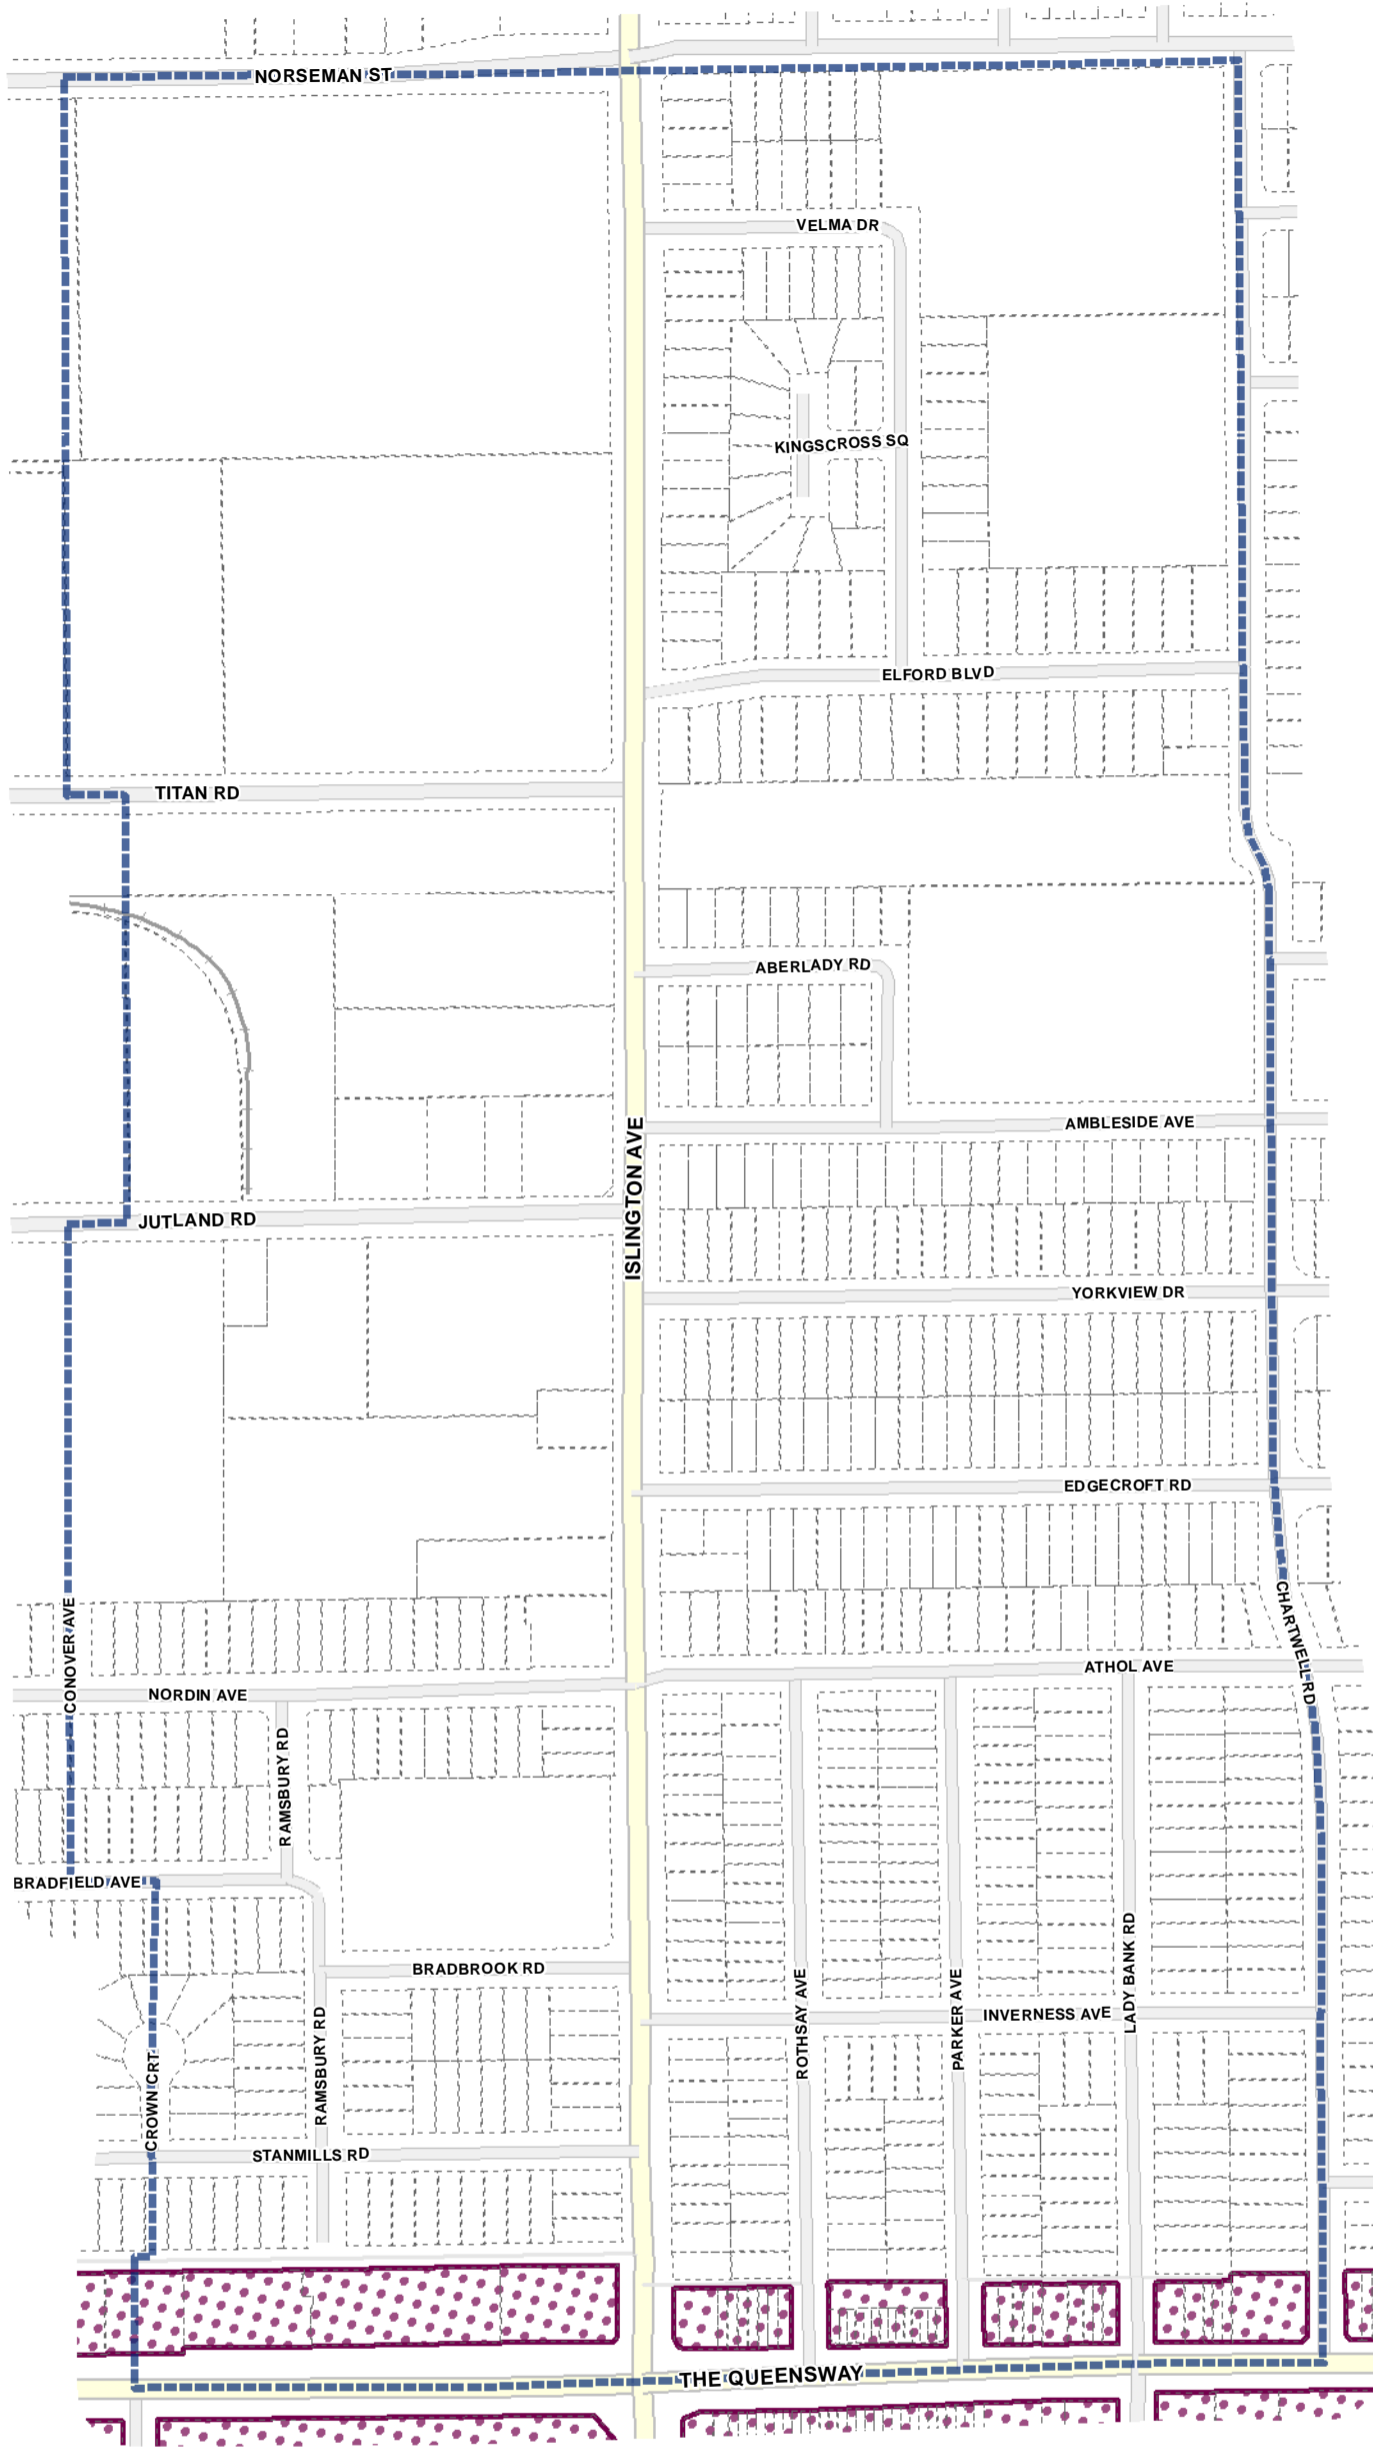 NORSEMAN ST
VELMA DR
KINGSCROSS SQ
ELFORD BLVD
TITAN RD
ABERLADY RD
AMBLESIDE AVE
ISLINGTON AVE
JUTLAND RD
YORKVIEW DR
EDGECROFT RD
CHARTWELL RD
CONOVER AVE
ATHOL AVE
NORDIN AVE
RAMSBURY RD
BRADFIELD AVE
LADY BANK RD
BRADBROOK RD
ROTHSAY AVE
PARKER AVE
INVERNESS AVE
RAMSBURY RD
CROWN CRT
STANMILLS RD
THE QUEENSWAY